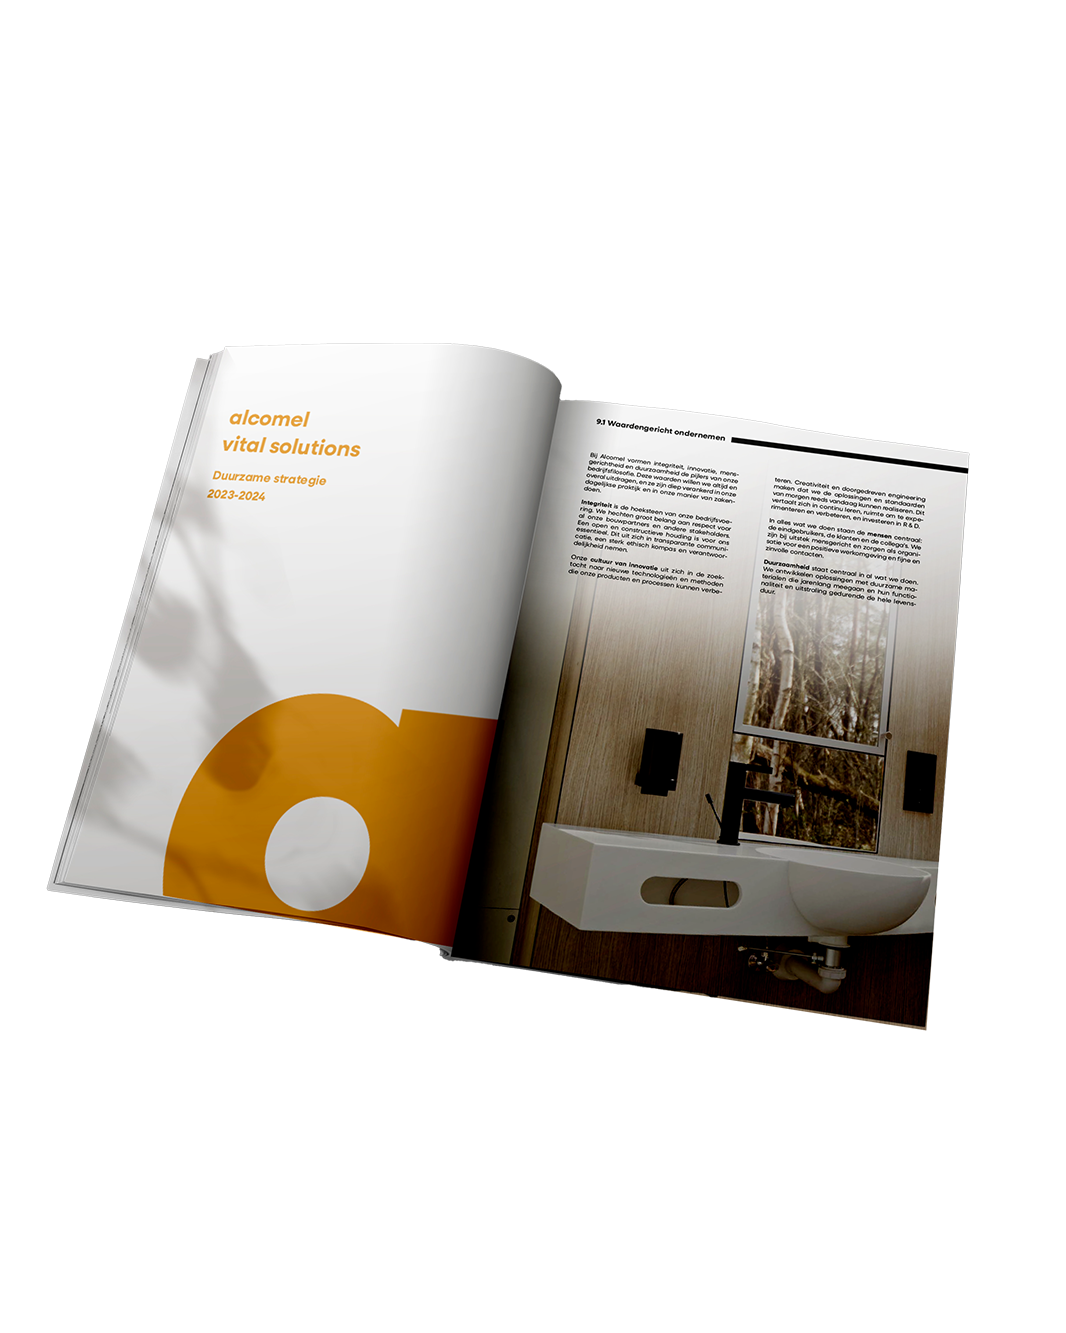 alcomel
vital solutions
Duurzame strategie
2023-2024
9.1 Waardengericht ondernemen
Bij Alcomel vormen integriteit, innovatie, mens-
gerichtheid en duurzaamheid de pijlers van onze
bedrijfsfilosofie. Deze waarden willen we altijd en
overal uitdragen, en ze zijn diep verankerd in onze
dagelijkse praktijk en in onze manier van zaken-
doen.
Integriteit is de hoeksteen van onze bedrijfsvoe-
ring. We hechten groot belang aan respect voor
al onze bouwpartners en andere stakeholders.
Een open en constructieve houding is voor ons
essentieel. Dit uit zich in transparante communi-
catie, een sterk ethisch kompas en verantwoor-
delijkheid nemen.
Onze cultuur van innovatie uit zich in de zoek-
tocht naar nieuwe technologieën en methoden
die onze producten en processen kunnen verbe-
teren. Creativiteit en doorgedreven engineering
maken dat we de oplossingen en standaarden
van morgen reeds vandaag kunnen realiseren. Dit
vertaalt zich in continu leren, ruimte om te expe-
rimenteren en verbeteren, en investeren in R & D.
In alles wat we doen staan de mensen centraal:
de eindgebruikers, de klanten en de collega's. We
zijn bij uitstek mensgericht en zorgen als organi-
satie voor een positieve werkomgeving en fijne en
zinvolle contacten.
Duurzaamheid staat centraal in al wat we doen.
We ontwikkelen oplossingen met duurzame ma-
terialen die jarenlang meegaan en hun functio-
naliteit en uitstraling gedurende de hele levens-
duur.